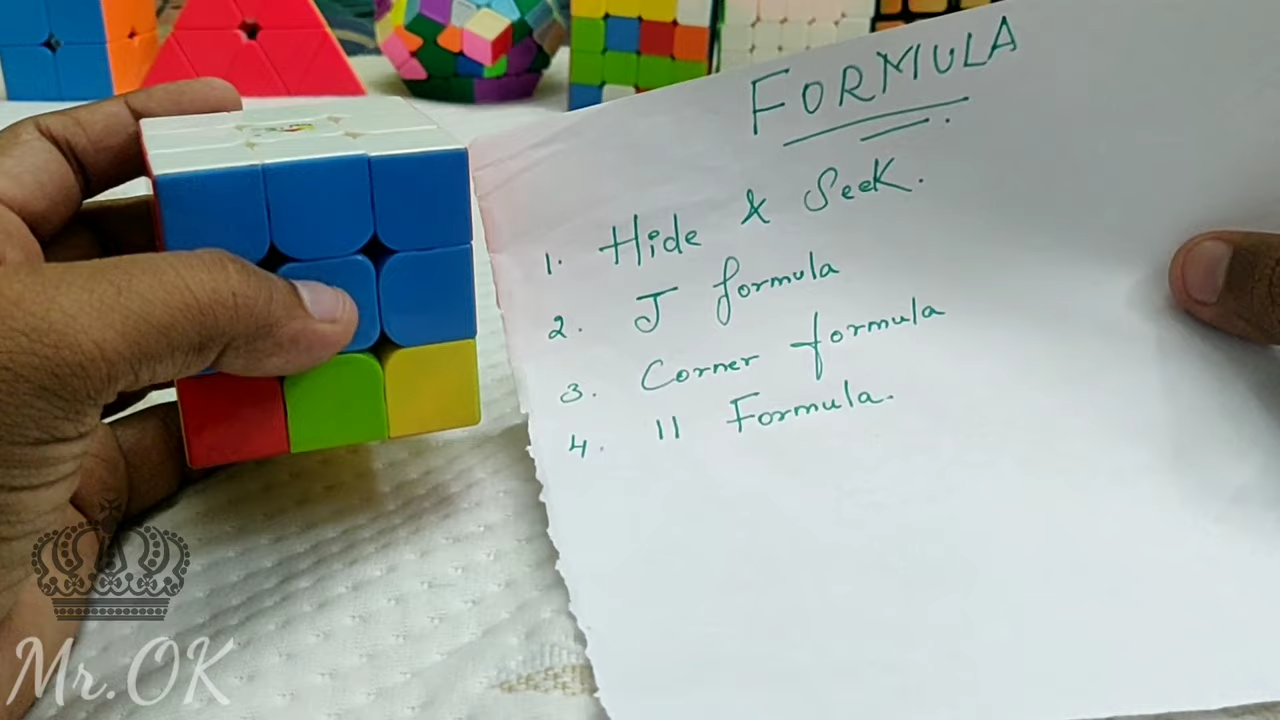 FORMULA
1. Hide & Seek.
2. J formula
3. Corner formula
4. 11 Formula.
Mr.OK